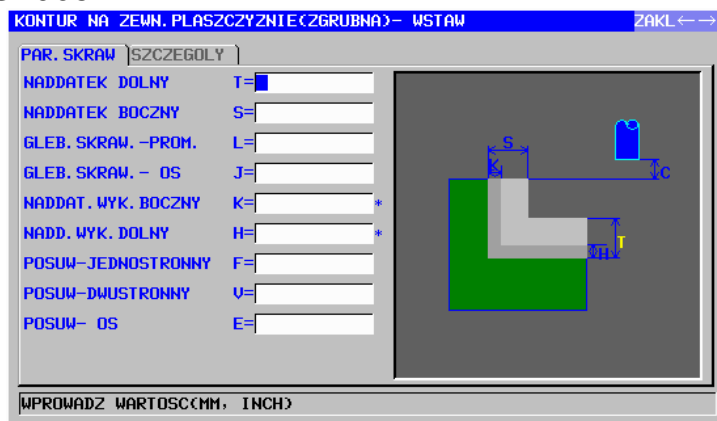 KONTUR NA ZEWN.PLASZCZYZNIE(ZGRUBNA)- WSTAW ZAKL←→
PAR.SKRAW SZCZEGOLY
NADDATEK DOLNY T=
NADDATEK BOCZNY S=
GLEB.SKRAW.-PROM. L=
GLEB.SKRAW.- OS J=
NADDAT.WYK.BOCZNY K= *
NADD.WYK.DOLNY H= *
POSUW-JEDNOSTRONNY F=
POSUW-DWUSTRONNY V=
POSUW- OS E=
S
K
C
T
H
WPROWADZ WARTOSC(MM, INCH)